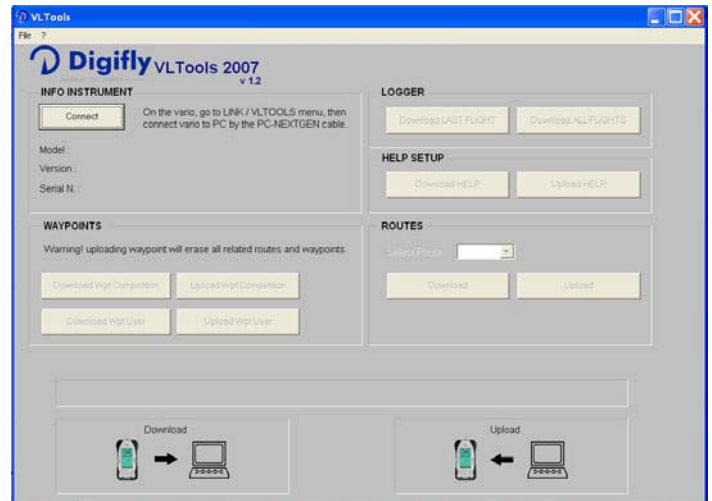 VLTools
File ?
Digifly VLTools 2007
v 1.2
INFO INSTRUMENT
Connect
On the vario, go to LINK / VLTOOLS menu, then
connect vario to PC by the PC-NEXTGEN cable.
Model :
Version :
Serial N. :
LOGGER
Download LAST FLIGHT
Download ALL FLIGHTS
HELP SETUP
Download HELP
Upload HELP
WAYPOINTS
Warning! uploading waypoint will erase all related routes and waypoints.
Download Wpt Competition
Upload Wpt Competition
Download Wpt User
Upload Wpt User
ROUTES
Select Route
Download
Upload
Download
Upload